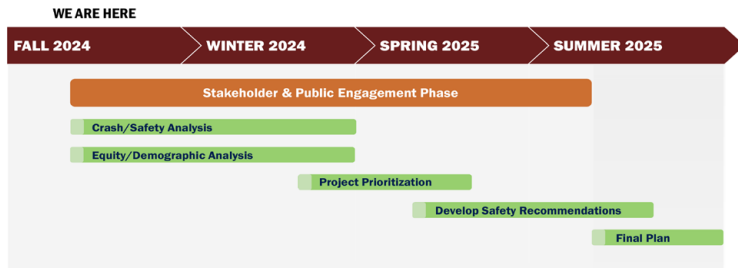 WE ARE HERE
FALL 2024 WINTER 2024 SPRING 2025 SUMMER 2025
Stakeholder & Public Engagement Phase
Crash/Safety Analysis
Equity/Demographic Analysis
Project Prioritization
Develop Safety Recommendations
Final Plan